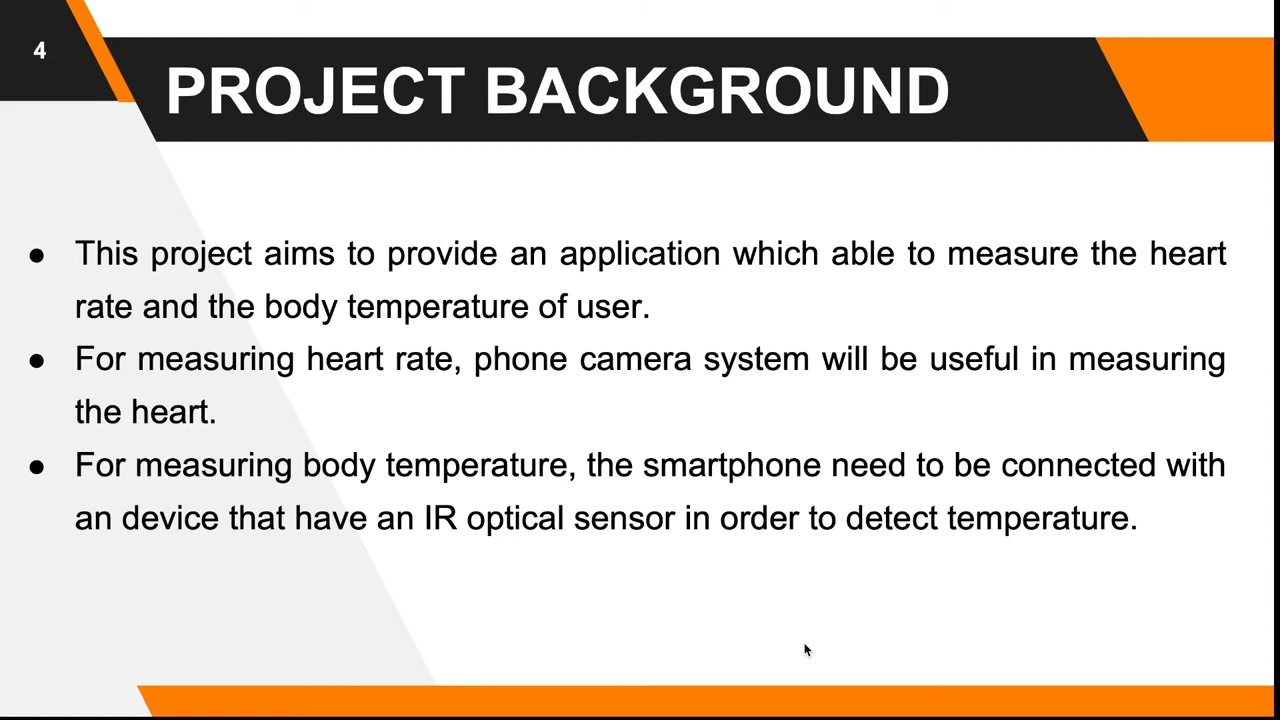 4
PROJECT BACKGROUND
● This project aims to provide an application which able to measure the heart
rate and the body temperature of user.
● For measuring heart rate, phone camera system will be useful in measuring
the heart.
● For measuring body temperature, the smartphone need to be connected with
an device that have an IR optical sensor in order to detect temperature.